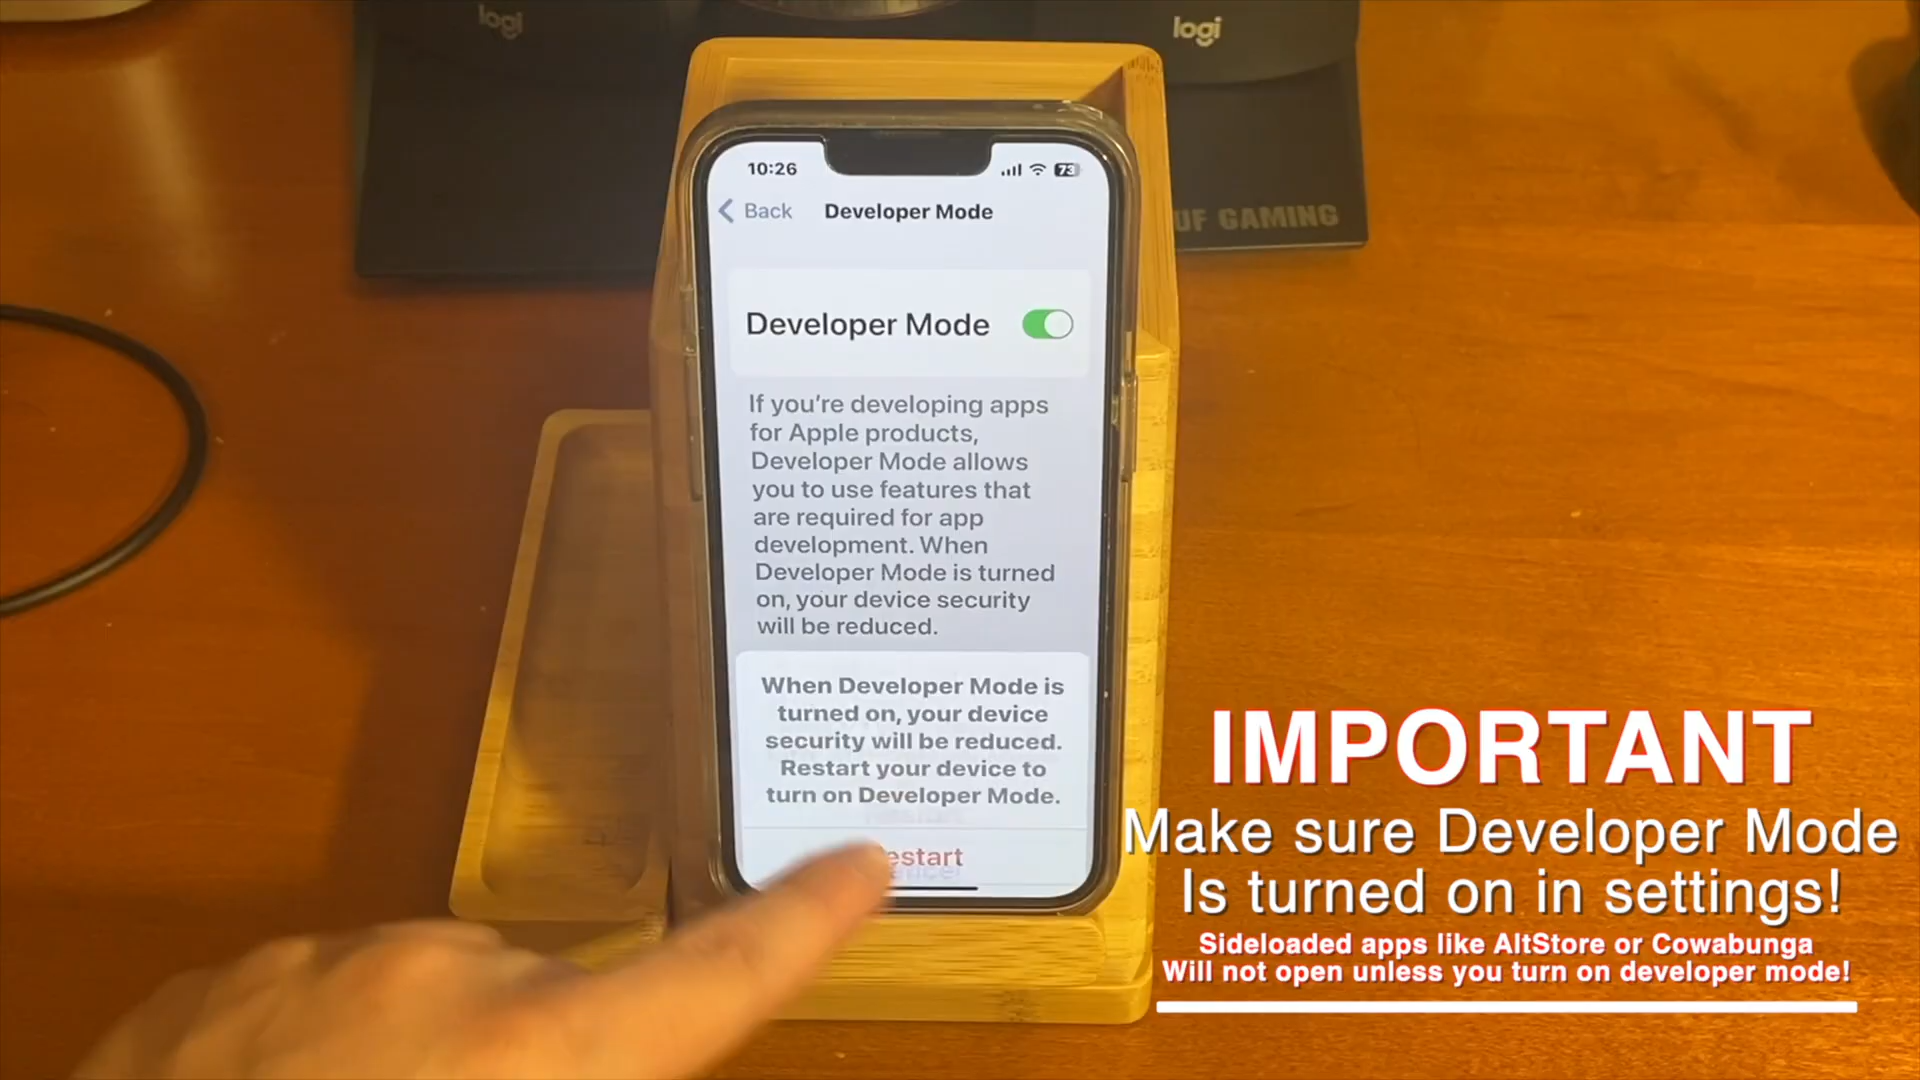 logi
logi
UF GAMING
10:26
73
Back
Developer Mode
Developer Mode
If you're developing apps
for Apple products,
Developer Mode allows
you to use features that
are required for app
development. When
Developer Mode is turned
on, your device security
will be reduced.
When Developer Mode is
turned on, your device
security will be reduced.
Restart your device to
turn on Developer Mode.
estart
IMPORTANT
Make sure Developer Mode
Is turned on in settings!
Sideloaded apps like AltStore or Cowabunga
Will not open unless you turn on developer mode!